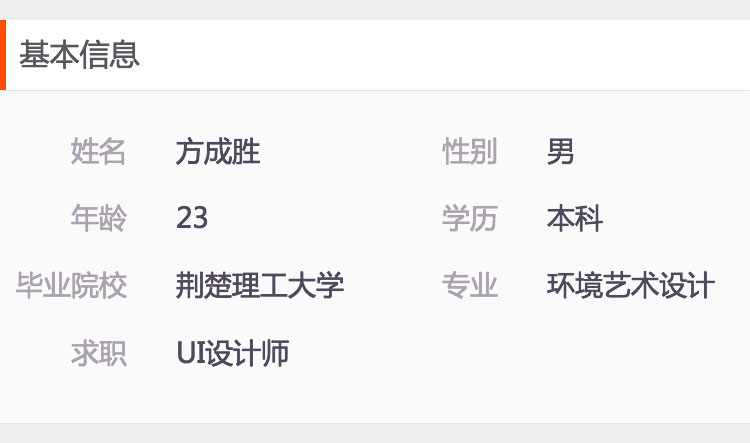 基本信息
姓名 方成胜 性别 男
年龄 23 学历 本科
毕业院校 荆楚理工大学 专业 环境艺术设计
求职 UI设计师